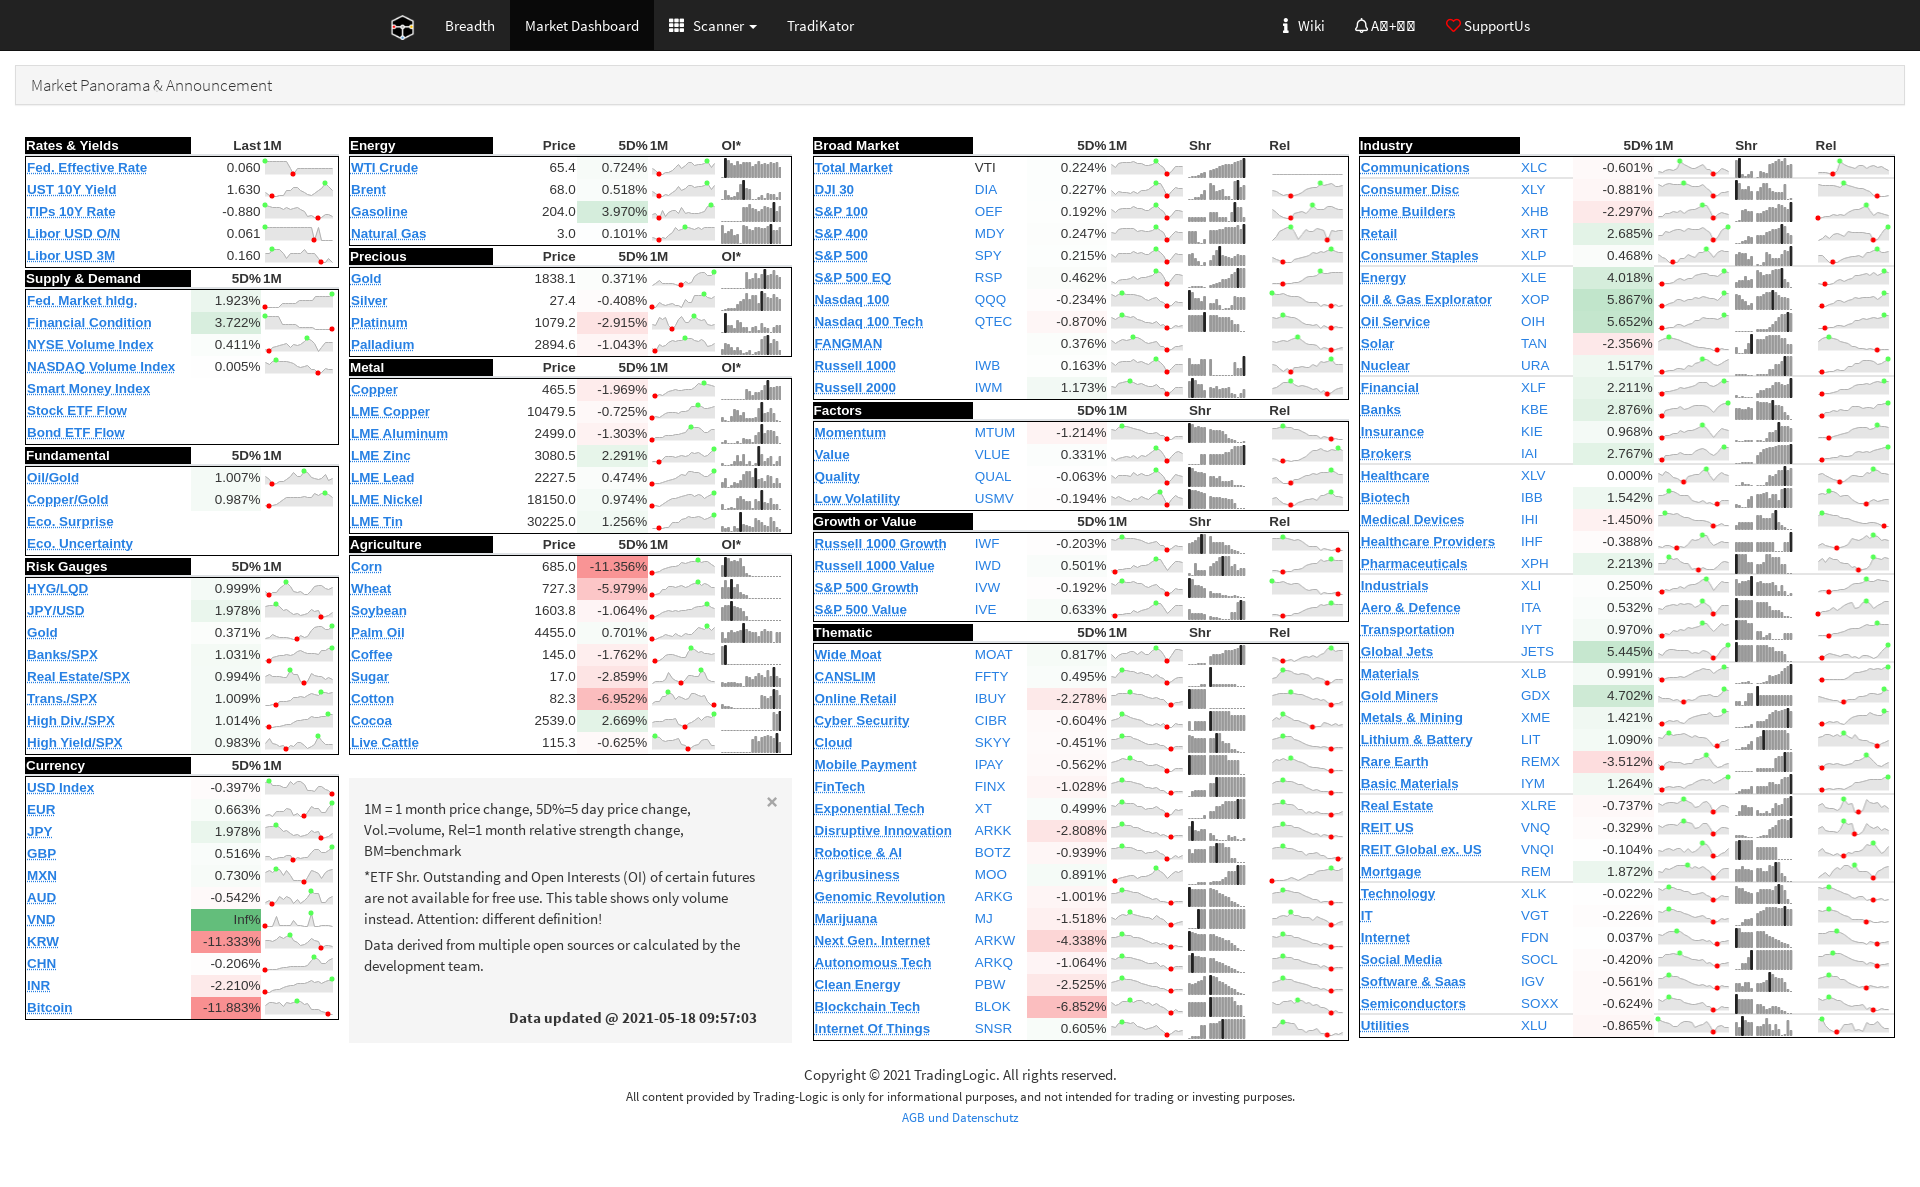 Breadth Market Dashboard Scanner TradiKator Wiki SupportUs
Market Panorama & Announcement
Rates & Yields Last 1M
Fed. Effective Rate 0.060
UST 10Y Yield 1.630
TIPs 10Y Rate -0.880
Libor USD O/N 0.061
Libor USD 3M 0.160
Supply & Demand 5D% 1M
Fed. Market hldg. 1.923%
Financial Condition 3.722%
NYSE Volume Index 0.411%
NASDAQ Volume Index 0.005%
Smart Money Index
Stock ETF Flow
Bond ETF Flow
Fundamental 5D% 1M
Oil/Gold 1.007%
Copper/Gold 0.987%
Eco. Surprise
Eco. Uncertainty
Risk Gauges 5D% 1M
HYG/LQD 0.999%
JPY/USD 1.978%
Gold 0.371%
Banks/SPX 1.031%
Real Estate/SPX 0.994%
Trans./SPX 1.009%
High Div./SPX 1.014%
High Yield/SPX 0.983%
Currency 5D% 1M
USD Index -0.397%
EUR 0.663%
JPY 1.978%
GBP 0.516%
MXN 0.730%
AUD -0.542%
VND Inf%
KRW -11.333%
CHN -0.206%
INR -2.210%
Bitcoin -11.883%
Energy Price 5D% 1M OI*
WTI Crude 65.4 0.724%
Brent 68.0 0.518%
Gasoline 204.0 3.970%
Natural Gas 3.0 0.101%
Precious Price 5D% 1M OI*
Gold 1838.1 0.371%
Silver 27.4 -0.408%
Platinum 1079.2 -2.915%
Palladium 2894.6 -1.043%
Metal Price 5D% 1M OI*
Copper 465.5 -1.969%
LME Copper 10479.5 -0.725%
LME Aluminum 2499.0 -1.303%
LME Zinc 3080.5 2.291%
LME Lead 2227.5 0.474%
LME Nickel 18150.0 0.974%
LME Tin 30225.0 1.256%
Agriculture Price 5D% 1M OI*
Corn 685.0 -11.356%
Wheat 727.3 -5.979%
Soybean 1603.8 -1.064%
Palm Oil 4455.0 0.701%
Coffee 145.0 -1.762%
Sugar 17.0 -2.859%
Cotton 82.3 -6.952%
Cocoa 2539.0 2.669%
Live Cattle 115.3 -0.625%
×
1M = 1 month price change, 5D%=5 day price change,
Vol.=volume, Rel=1 month relative strength change,
BM=benchmark
*ETF Shr. Outstanding and Open Interests (OI) of certain futures
are not available for free use. This table shows only volume
instead. Attention: different definition!
Data derived from multiple open sources or calculated by the
development team.
Data updated @ 2021-05-18 09:57:03
Broad Market 5D% 1M Shr Rel
Total Market VTI 0.224%
DJI 30 DIA 0.227%
S&P 100 OEF 0.192%
S&P 400 MDY 0.247%
S&P 500 SPY 0.215%
S&P 500 EQ RSP 0.462%
Nasdaq 100 QQQ -0.234%
Nasdaq 100 Tech QTEC -0.870%
FANGMAN 0.376%
Russell 1000 IWB 0.163%
Russell 2000 IWM 1.173%
Factors 5D% 1M Shr Rel
Momentum MTUM -1.214%
Value VLUE 0.331%
Quality QUAL -0.063%
Low Volatility USMV -0.194%
Growth or Value 5D% 1M Shr Rel
Russell 1000 Growth IWF -0.203%
Russell 1000 Value IWD 0.501%
S&P 500 Growth IVW -0.192%
S&P 500 Value IVE 0.633%
Thematic 5D% 1M Shr Rel
Wide Moat MOAT 0.817%
CANSLIM FFTY 0.495%
Online Retail IBUY -2.278%
Cyber Security CIBR -0.604%
Cloud SKYY -0.451%
Mobile Payment IPAY -0.562%
FinTech FINX -1.028%
Exponential Tech XT 0.499%
Disruptive Innovation ARKK -2.808%
Robotice & AI BOTZ -0.939%
Agribusiness MOO 0.891%
Genomic Revolution ARKG -1.001%
Marijuana MJ -1.518%
Next Gen. Internet ARKW -4.338%
Autonomous Tech ARKQ -1.064%
Clean Energy PBW -2.525%
Blockchain Tech BLOK -6.852%
Internet Of Things SNSR 0.605%
Industry 5D% 1M Shr Rel
Communications XLC -0.601%
Consumer Disc XLY -0.881%
Home Builders XHB -2.297%
Retail XRT 2.685%
Consumer Staples XLP 0.468%
Energy XLE 4.018%
Oil & Gas Explorator XOP 5.867%
Oil Service OIH 5.652%
Solar TAN -2.356%
Nuclear URA 1.517%
Financial XLF 2.211%
Banks KBE 2.876%
Insurance KIE 0.968%
Brokers IAI 2.767%
Healthcare XLV 0.000%
Biotech IBB 1.542%
Medical Devices IHI -1.450%
Healthcare Providers IHF -0.388%
Pharmaceuticals XPH 2.213%
Industrials XLI 0.250%
Aero & Defence ITA 0.532%
Transportation IYT 0.970%
Global Jets JETS 5.445%
Materials XLB 0.991%
Gold Miners GDX 4.702%
Metals & Mining XME 1.421%
Lithium & Battery LIT 1.090%
Rare Earth REMX -3.512%
Basic Materials IYM 1.264%
Real Estate XLRE -0.737%
REIT US VNQ -0.329%
REIT Global ex. US VNQI -0.104%
Mortgage REM 1.872%
Technology XLK -0.022%
IT VGT -0.226%
Internet FDN 0.037%
Social Media SOCL -0.420%
Software & Saas IGV -0.561%
Semiconductors SOXX -0.624%
Utilities XLU -0.865%
Copyright © 2021 TradingLogic. All rights reserved.
All content provided by Trading-Logic is only for informational purposes, and not intended for trading or investing purposes.
AGB und Datenschutz